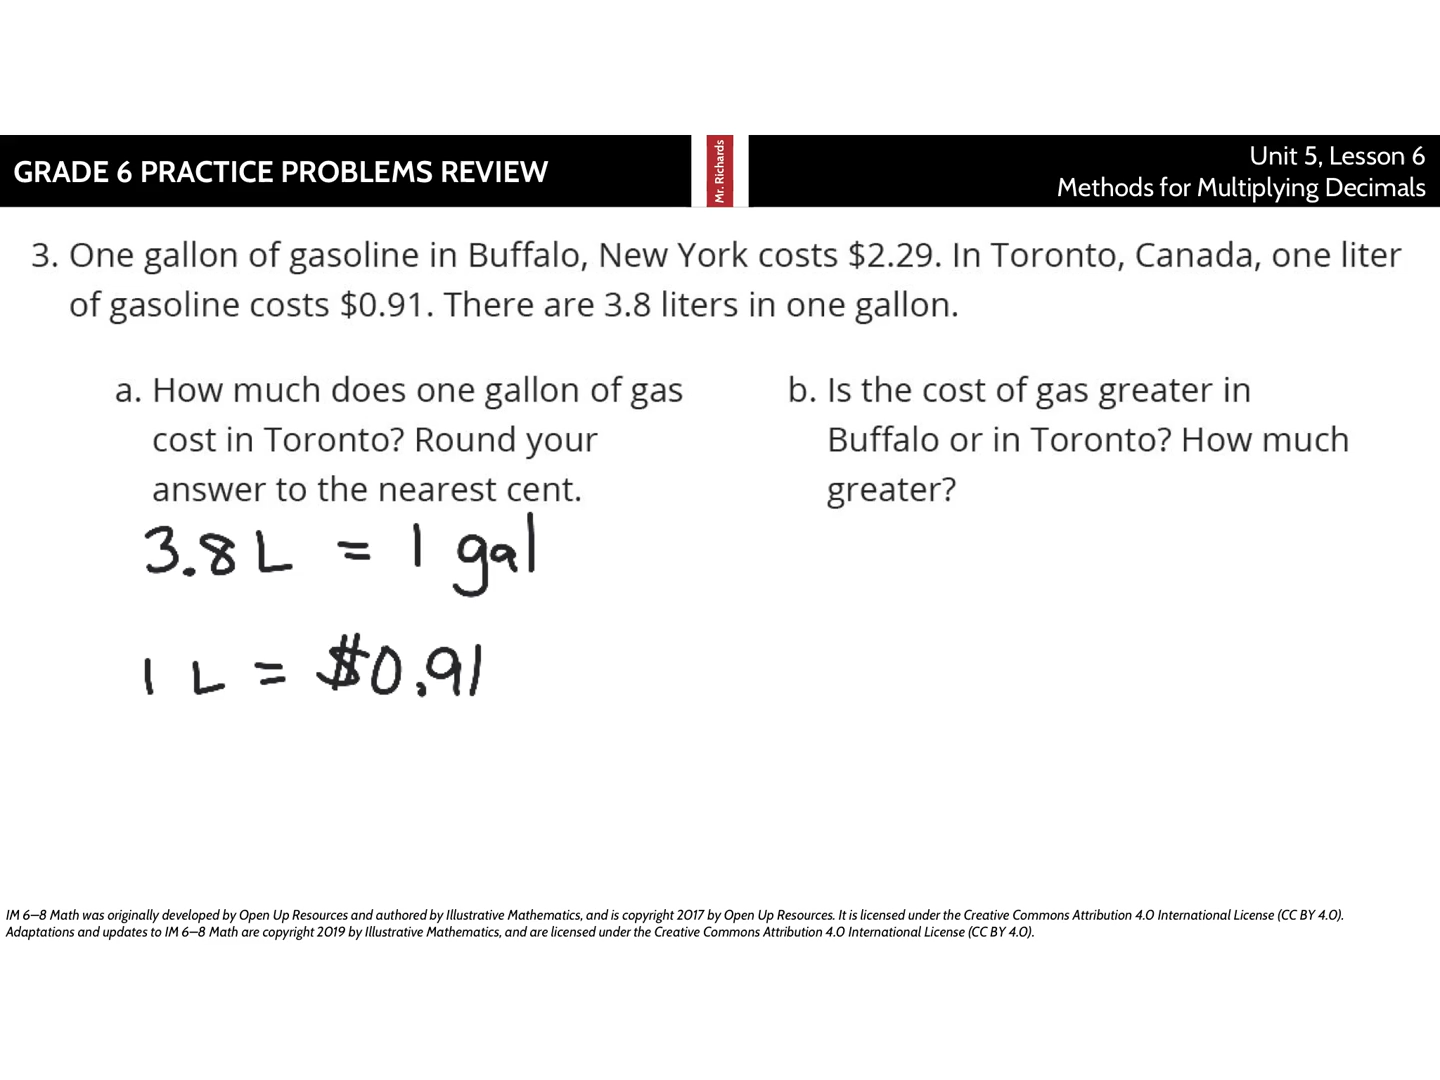 GRADE 6 PRACTICE PROBLEMS REVIEW
Mr. Richards
Unit 5, Lesson 6
Methods for Multiplying Decimals
3. One gallon of gasoline in Buffalo, New York costs $2.29. In Toronto, Canada, one liter
of gasoline costs $0.91. There are 3.8 liters in one gallon.
a. How much does one gallon of gas
cost in Toronto? Round your
answer to the nearest cent.
3.8 L = 1 gal
1 L = $0.91
b. Is the cost of gas greater in
Buffalo or in Toronto? How much
greater?
IM 6–8 Math was originally developed by Open Up Resources and authored by Illustrative Mathematics, and is copyright 2017 by Open Up Resources. It is licensed under the Creative Commons Attribution 4.0 International License (CC BY 4.0).
Adaptations and updates to IM 6–8 Math are copyright 2019 by Illustrative Mathematics, and are licensed under the Creative Commons Attribution 4.0 International License (CC BY 4.0).